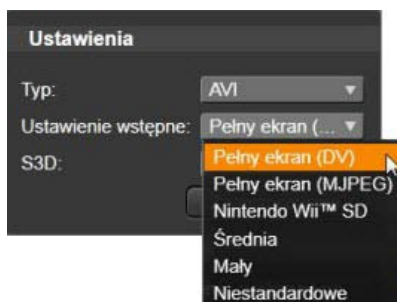 Ustawienia
Typ: AVI
Ustawienie wstępne: Pełny ekran (...
S3D:
Pełny ekran (DV)
Pełny ekran (MJPEG)
Nintendo Wii™ SD
Średnia
Mały
Niestandardowe